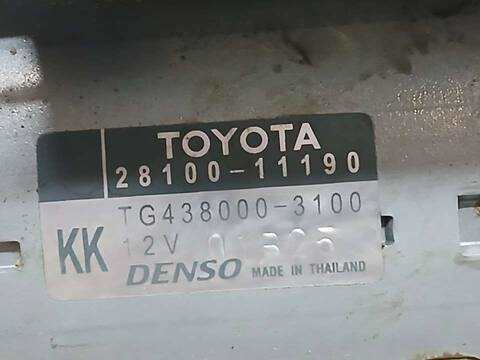 TOYOTA
28100-11190
TG438000-3100
KK 12V
DENSO MADE IN THAILAND